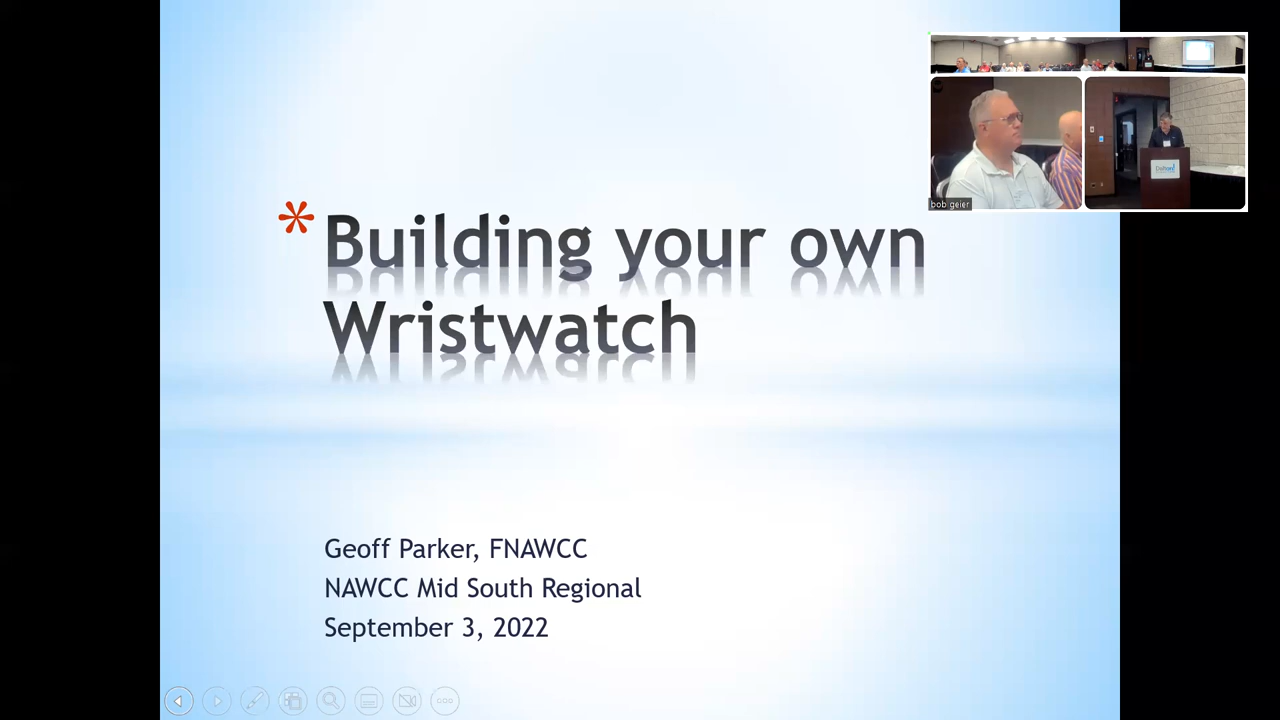 * Building your own
Wristwatch
Geoff Parker, FNAWCC
NAWCC Mid South Regional
September 3, 2022
bob geier